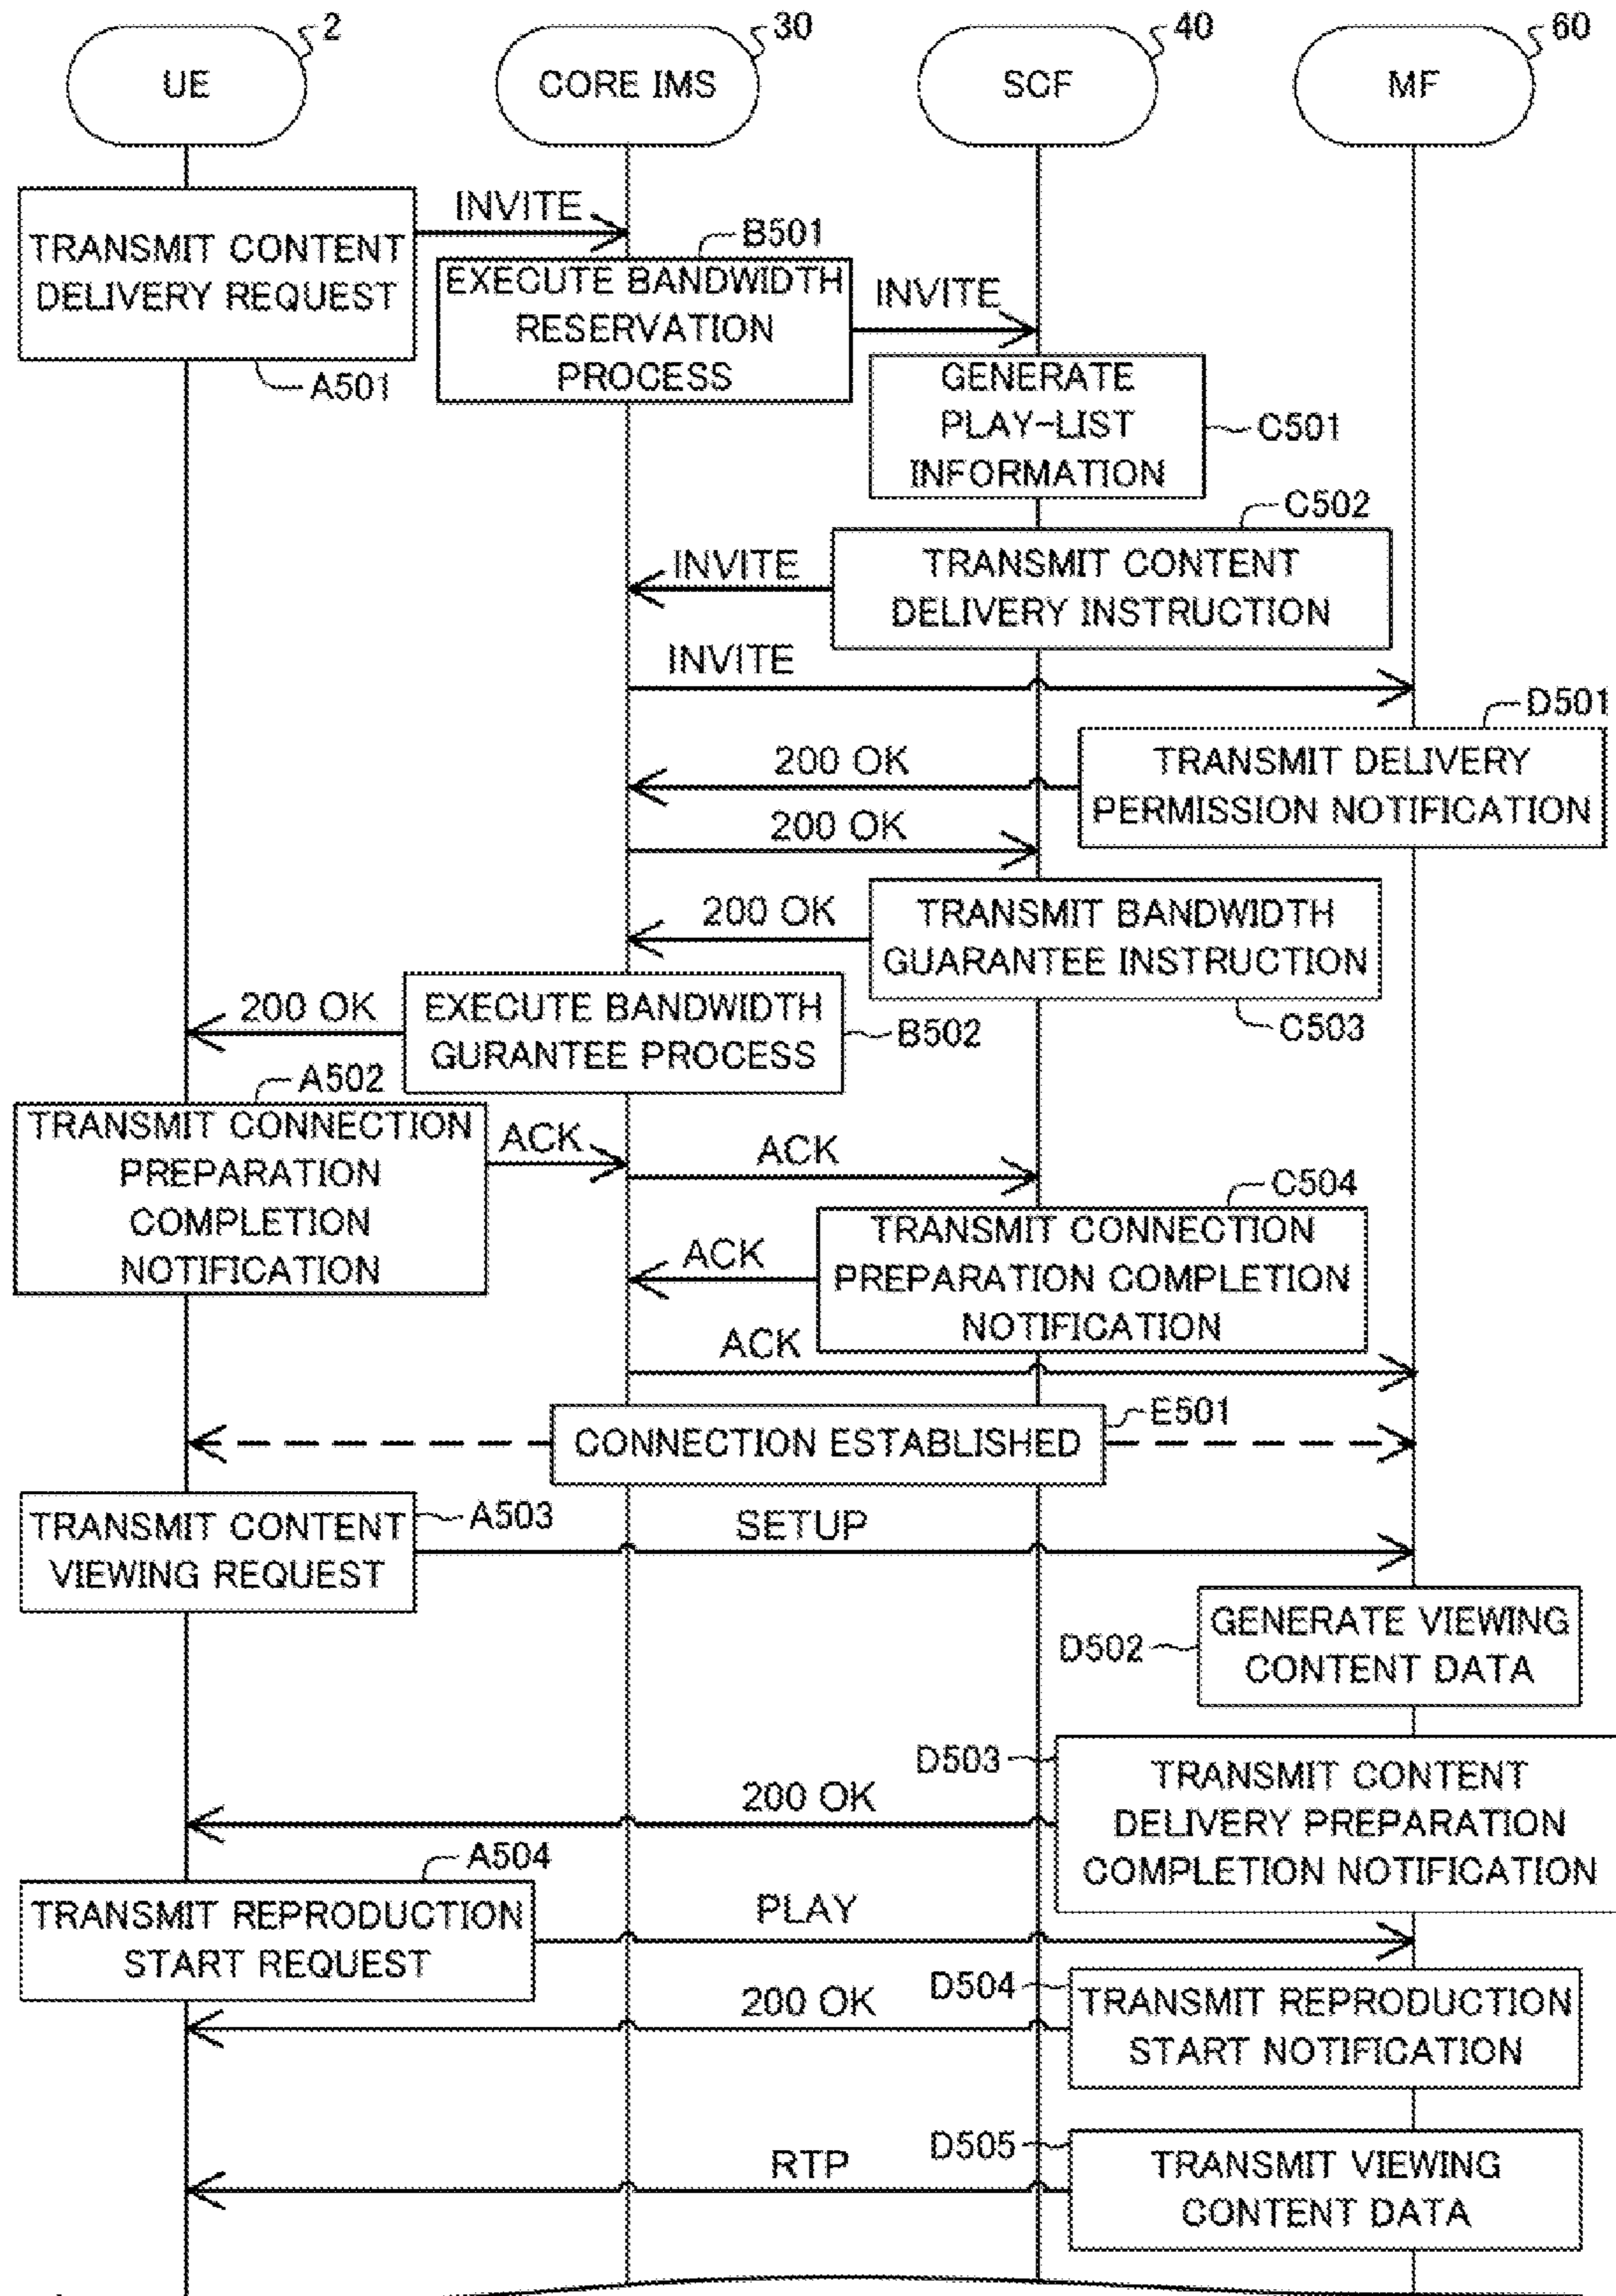 2
30
40
60
UE
CORE IMS
SCF
MF
INVITE
TRANSMIT CONTENT
DELIVERY REQUEST
A501
B501
EXECUTE BANDWIDTH
RESERVATION
PROCESS
INVITE
GENERATE
PLAY-LIST
INFORMATION
C501
C502
INVITE
TRANSMIT CONTENT
DELIVERY INSTRUCTION
INVITE
D501
200 OK
TRANSMIT DELIVERY
PERMISSION NOTIFICATION
200 OK
200 OK
TRANSMIT BANDWIDTH
GUARANTEE INSTRUCTION
C503
200 OK
EXECUTE BANDWIDTH
GURANTEE PROCESS
B502
A502
TRANSMIT CONNECTION
PREPARATION
COMPLETION
NOTIFICATION
ACK
ACK
C504
ACK
TRANSMIT CONNECTION
PREPARATION COMPLETION
NOTIFICATION
ACK
E501
CONNECTION ESTABLISHED
TRANSMIT CONTENT
VIEWING REQUEST
A503
SETUP
D502
GENERATE VIEWING
CONTENT DATA
D503
200 OK
TRANSMIT CONTENT
DELIVERY PREPARATION
COMPLETION NOTIFICATION
A504
TRANSMIT REPRODUCTION
START REQUEST
PLAY
200 OK
D504
TRANSMIT REPRODUCTION
START NOTIFICATION
RTP
D505
TRANSMIT VIEWING
CONTENT DATA